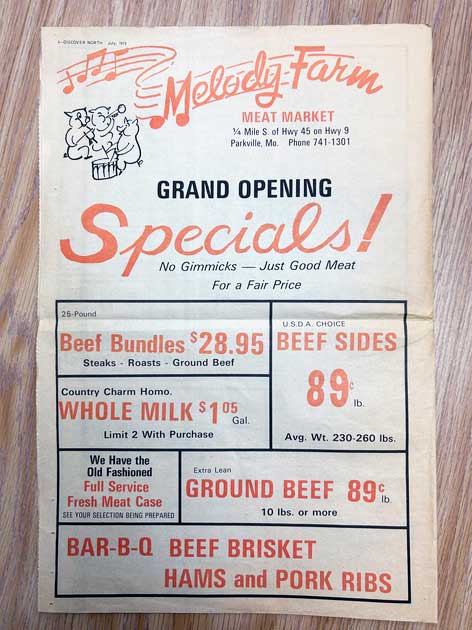 4—DISCOVER NORTH July, 1973
Melody Farm
MEAT MARKET
¼ Mile S. of Hwy 45 on Hwy 9
Parkville, Mo. Phone 741-1301
GRAND OPENING
Specials!
No Gimmicks — Just Good Meat
For a Fair Price
25-Pound
Beef Bundles $28.95
Steaks - Roasts - Ground Beef
U.S.D.A. CHOICE
BEEF SIDES
89¢ lb.
Avg. Wt. 230-260 lbs.
Country Charm Homo.
WHOLE MILK $1.05 Gal.
Limit 2 With Purchase
We Have the
Old Fashioned
Full Service
Fresh Meat Case
SEE YOUR SELECTION BEING PREPARED
Extra Lean
GROUND BEEF 89¢ lb.
10 lbs. or more
BAR-B-Q BEEF BRISKET
HAMS and PORK RIBS